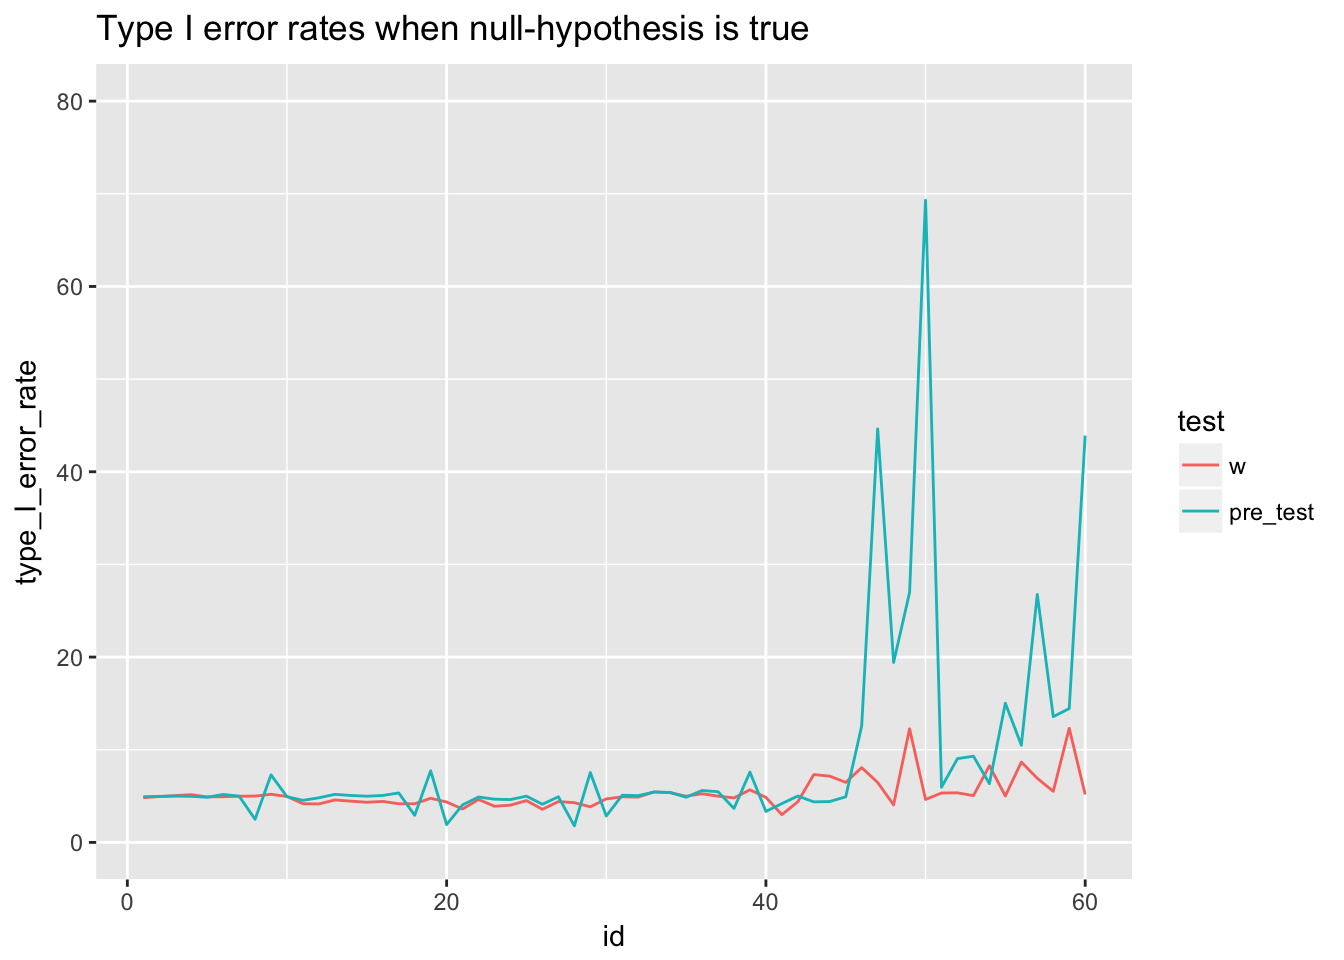 Type I error rates when null-hypothesis is true
80
60
40
20
0
type_I_error_rate
0 20 40 60
id
test
w
pre_test